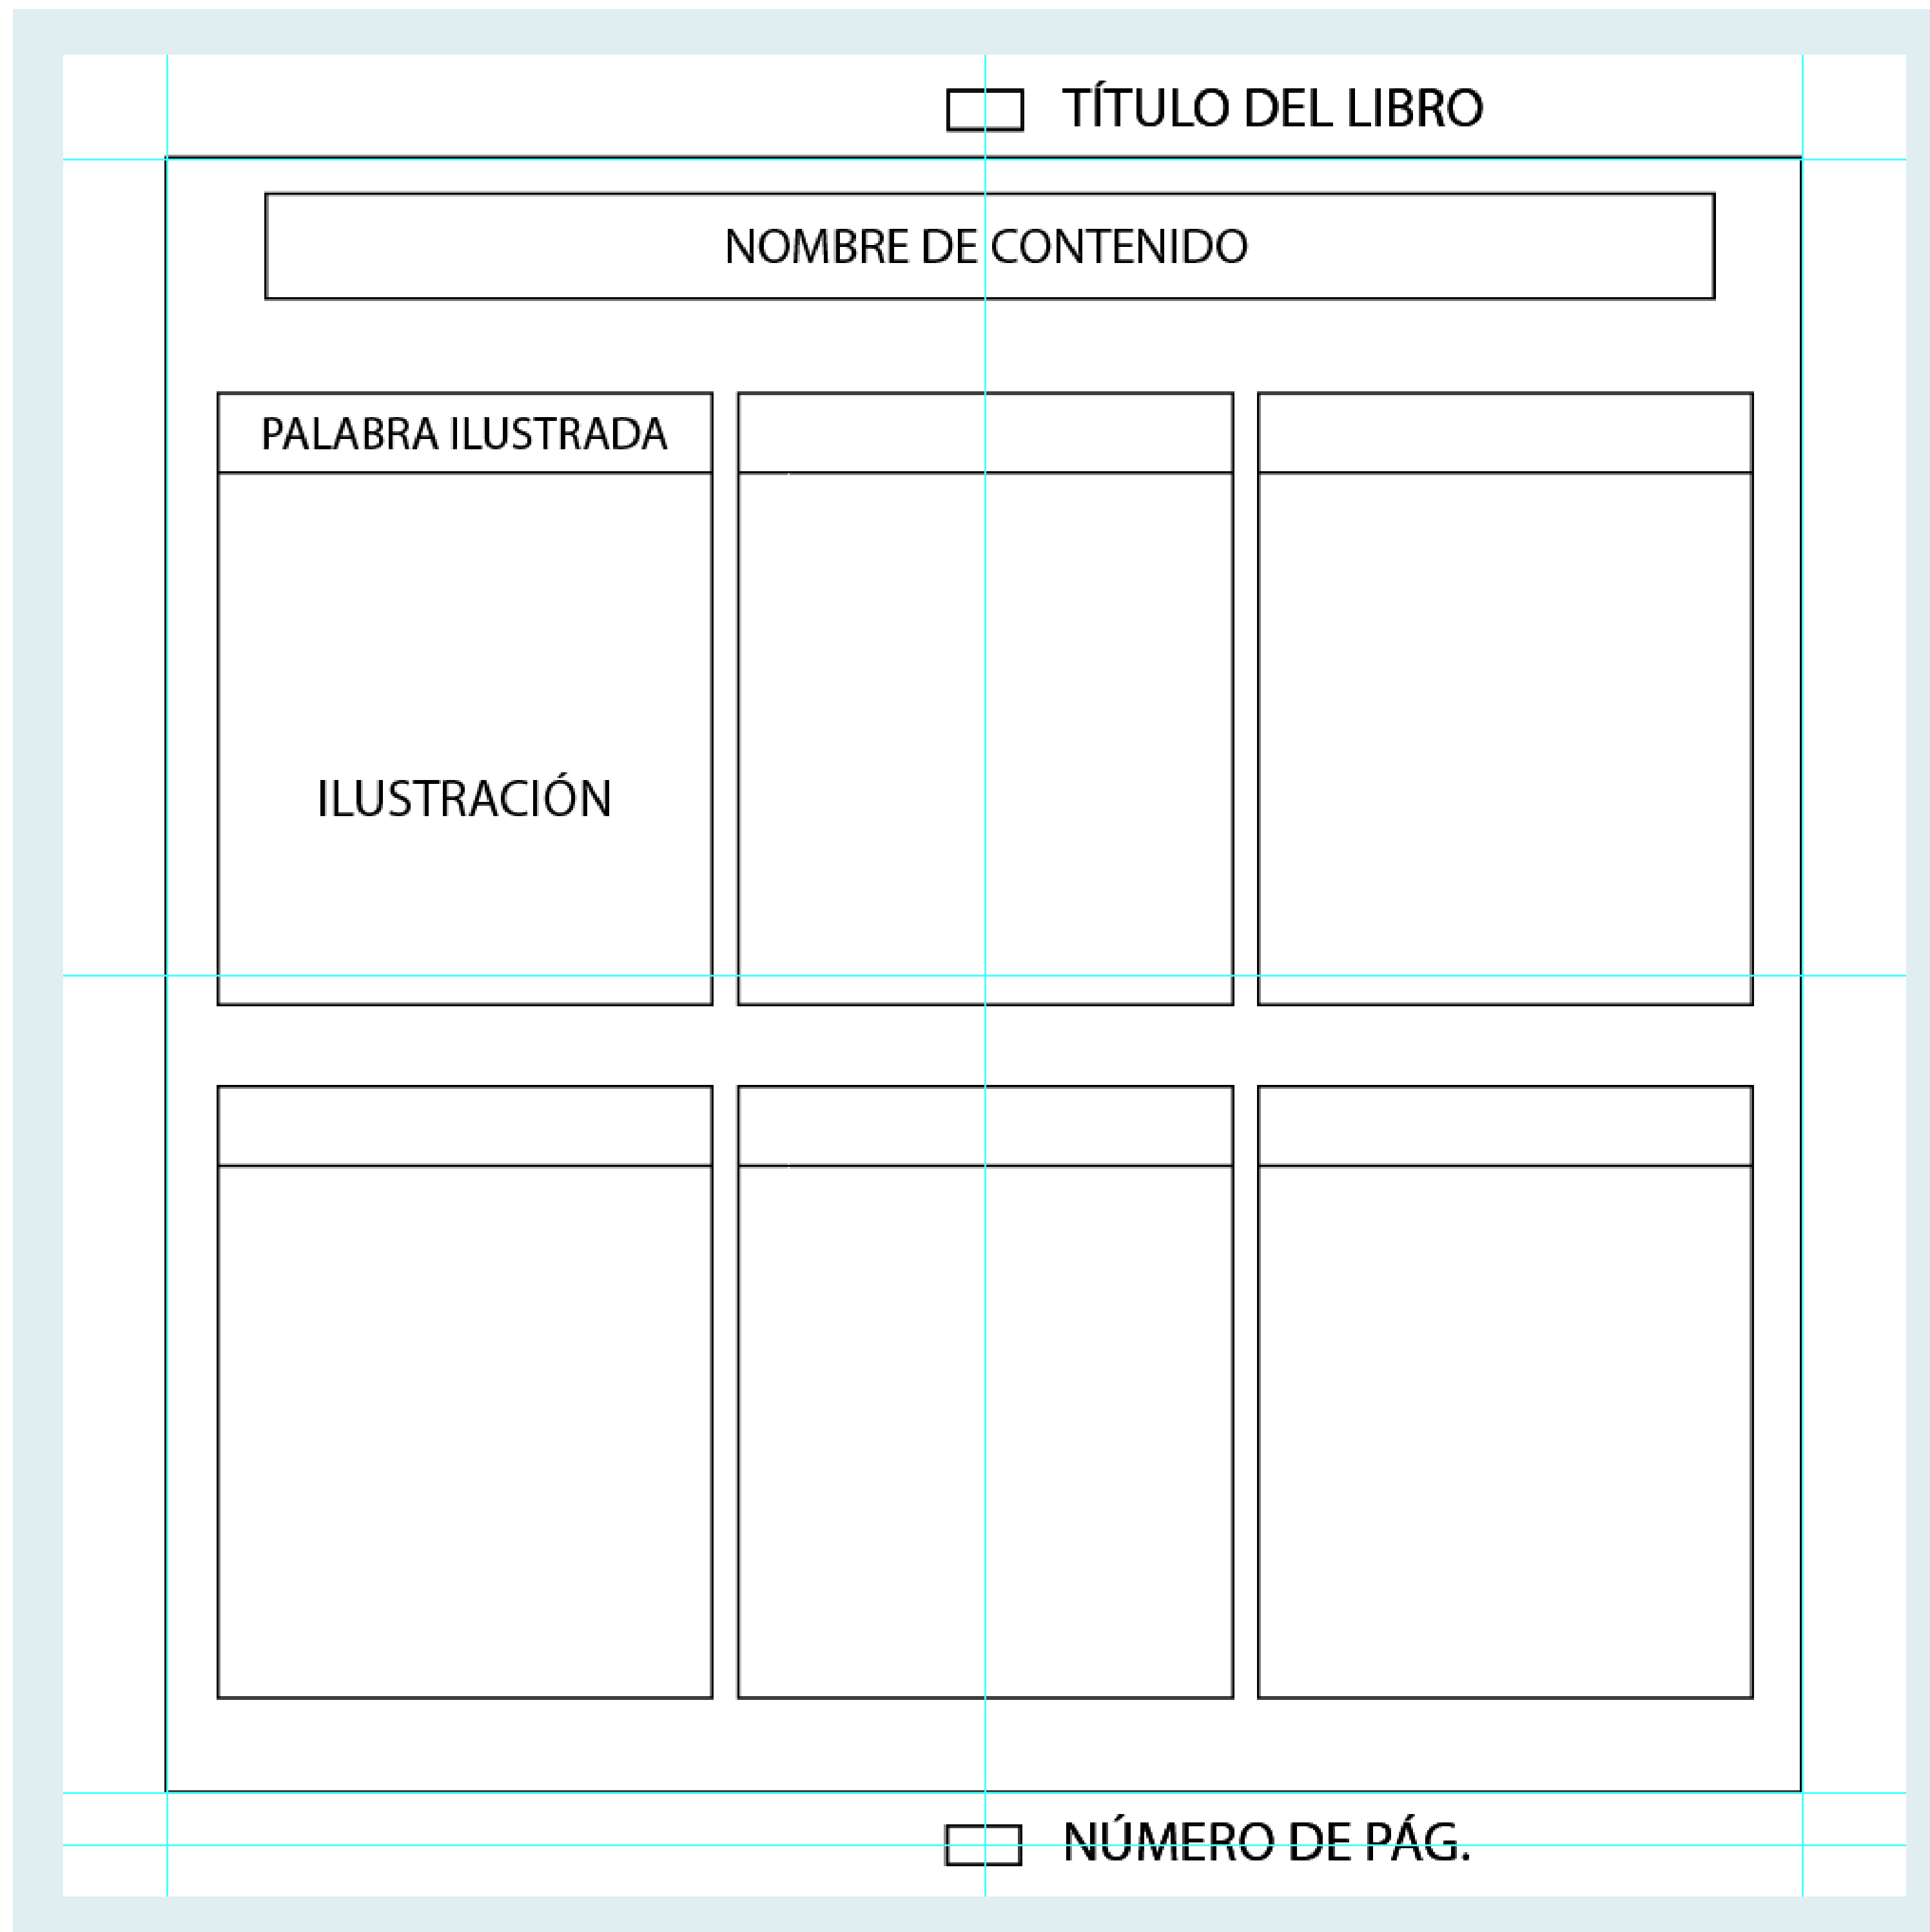 TÍTULO DEL LIBRO
NOMBRE DE CONTENIDO
PALABRA ILUSTRADA
ILUSTRACIÓN
NÚMERO DE PÁG.